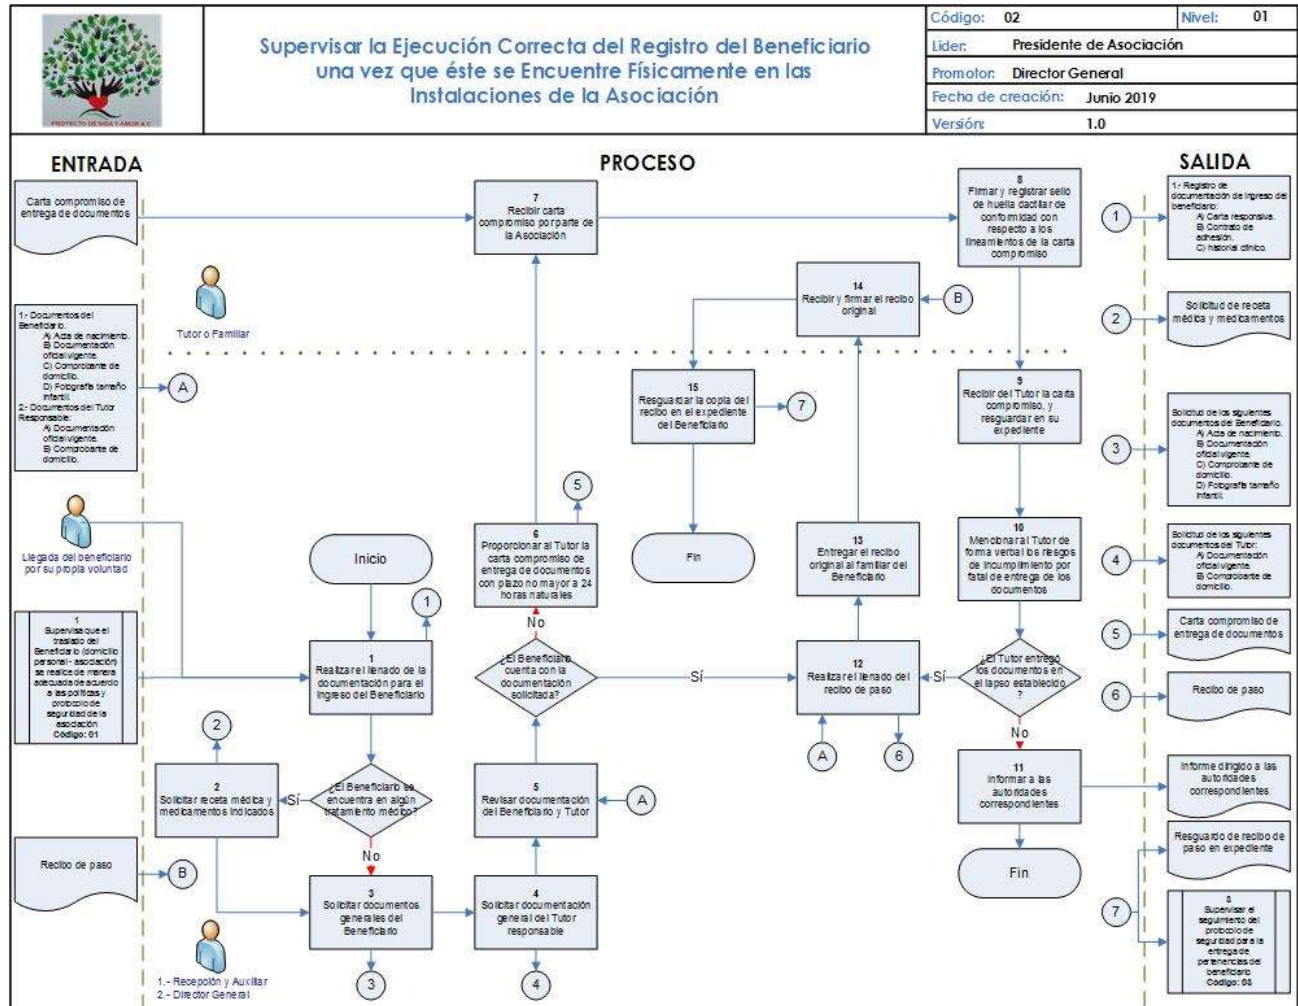 PROYECTO DE VIDA Y AMOR A.C
Supervisar la Ejecución Correcta del Registro del Beneficiario
una vez que éste se Encuentre Físicamente en las
Instalaciones de la Asociación
Código: 02
Nivel: 01
Lider: Presidente de Asociación
Promotor: Director General
Fecha de creación: Junio 2019
Versión: 1.0
ENTRADA
PROCESO
SALIDA
Carta compromiso de
entrega de documentos
Tutor o Familiar
1.- Documentos del
Beneficiario.
A) Acta de nacimiento.
B) Documentación
oficial vigente.
C) Comprobante de
domicilio.
D) Fotografía tamaño
infantil.
2.- Documentos del Tutor
Responsable:
A) Documentación
oficial vigente.
B) Comprobante de
domicilio.
A
Llegada del beneficiario
por su propia voluntad
1
Supervisa que el
traslado del
Beneficiario (domicilio
personal - asociación)
se realice de manera
adecuada de acuerdo
a las políticas y
protocolo de
seguridad de la
asociación
Código: 01
Recibo de paso
B
1.- Recepción y Auxiliar
2.- Director General
Inicio
1
1
Realizar el llenado de la
documentación para el
ingreso del Beneficiario
¿El Beneficiario se
encuentra en algún
tratamiento médico?
Sí
No
2
2
Solicitar receta médica y
medicamentos indicados
3
Solicitar documentos
generales del
Beneficiario
3
4
Solicitar documentación
general del Tutor
responsable
4
5
Revisar documentación
del Beneficiario y Tutor
A
¿El Beneficiario
cuenta con la
documentación
solicitada?
No
Sí
5
6
Proporcionar al Tutor la
carta compromiso de
entrega de documentos
con plazo no mayor a 24
horas naturales
7
Recibir carta
compromiso por parte de
la Asociación
8
Firmar y registrar sello
de huella dactilar de
conformidad con
respecto a los
lineamientos de la carta
compromiso
9
Recibir del Tutor la carta
compromiso, y
resguardar en su
expediente
10
Mencionar al Tutor de
forma verbal los riesgos
de incumplimiento por
fatal de entrega de los
documentos
¿El Tutor entregó
los documentos en
el lapso establecido
?
Sí
No
11
Informar a las
autoridades
correspondientes
Fin
12
Realizar el llenado del
recibo de paso
A
6
13
Entregar el recibo
original al familiar del
Beneficiario
14
Recibir y firmar el recibo
original
B
15
Resguardar la copia del
recibo en el expediente
del Beneficiario
7
Fin
1
1.- Registro de
documentación de ingreso del
beneficiario:
A) Carta responsiva.
B) Contrato de
adhesión.
C) historial clínico.
2
Solicitud de receta
médica y medicamentos
3
Solicitud de los siguientes
documentos del Beneficiario.
A) Acta de nacimiento.
B) Documentación
oficial vigente.
C) Comprobante de
domicilio.
D) Fotografía tamaño
infantil.
4
Solicitud de los siguientes
documentos del Tutor:
A) Documentación
oficial vigente.
B) Comprobante de
domicilio.
5
Carta compromiso de
entrega de documentos
6
Recibo de paso
Informe dirigido a las
autoridades
correspondientes
Resguardo de recibo de
paso en expediente
7
3
Supervisar el
seguimiento del
protocolo de
seguridad para la
entrega de
pertenencias del
beneficiario
Código: 03